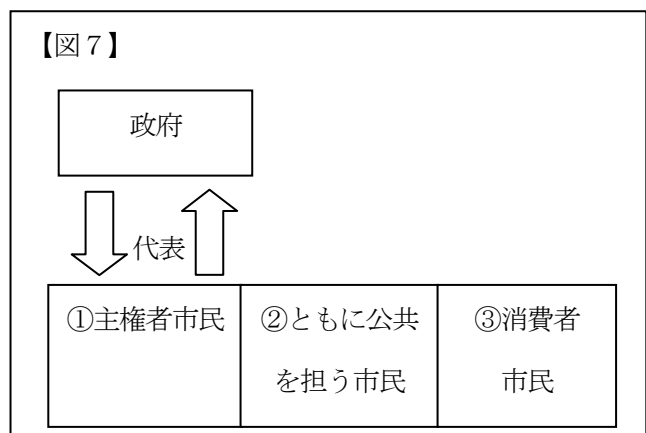 【図７】
政府
代表
①主権者市民
②ともに公共
を担う市民
③消費者
市民